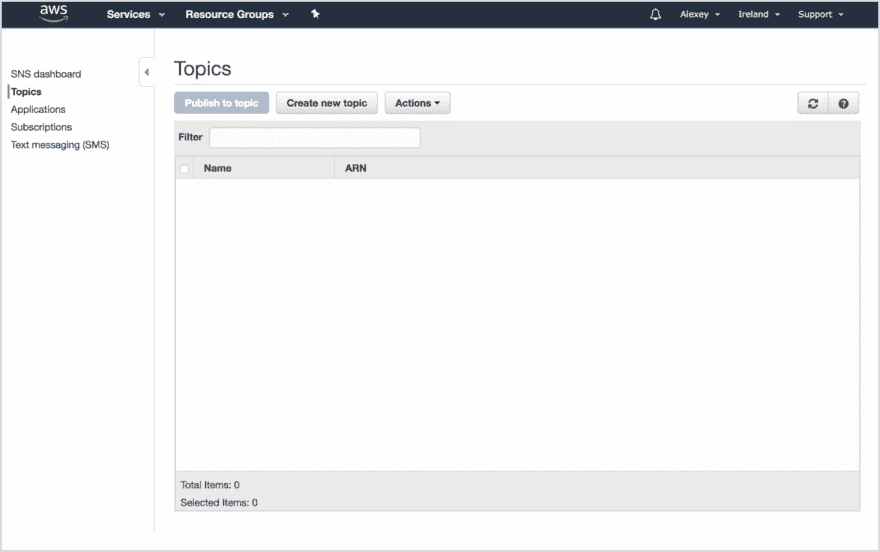 aws Services Resource Groups Alexey Ireland Support
SNS dashboard
Topics
Applications
Subscriptions
Text messaging (SMS)
Topics
Publish to topic Create new topic Actions
Filter
Name ARN
Total Items: 0
Selected Items: 0